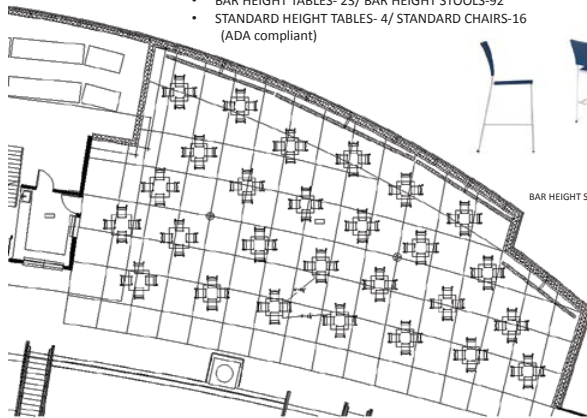 • BAR HEIGHT TABLES- 23/ BAR HEIGHT STOOLS-92
• STANDARD HEIGHT TABLES- 4/ STANDARD CHAIRS-16
(ADA compliant)
BAR HEIGHT S